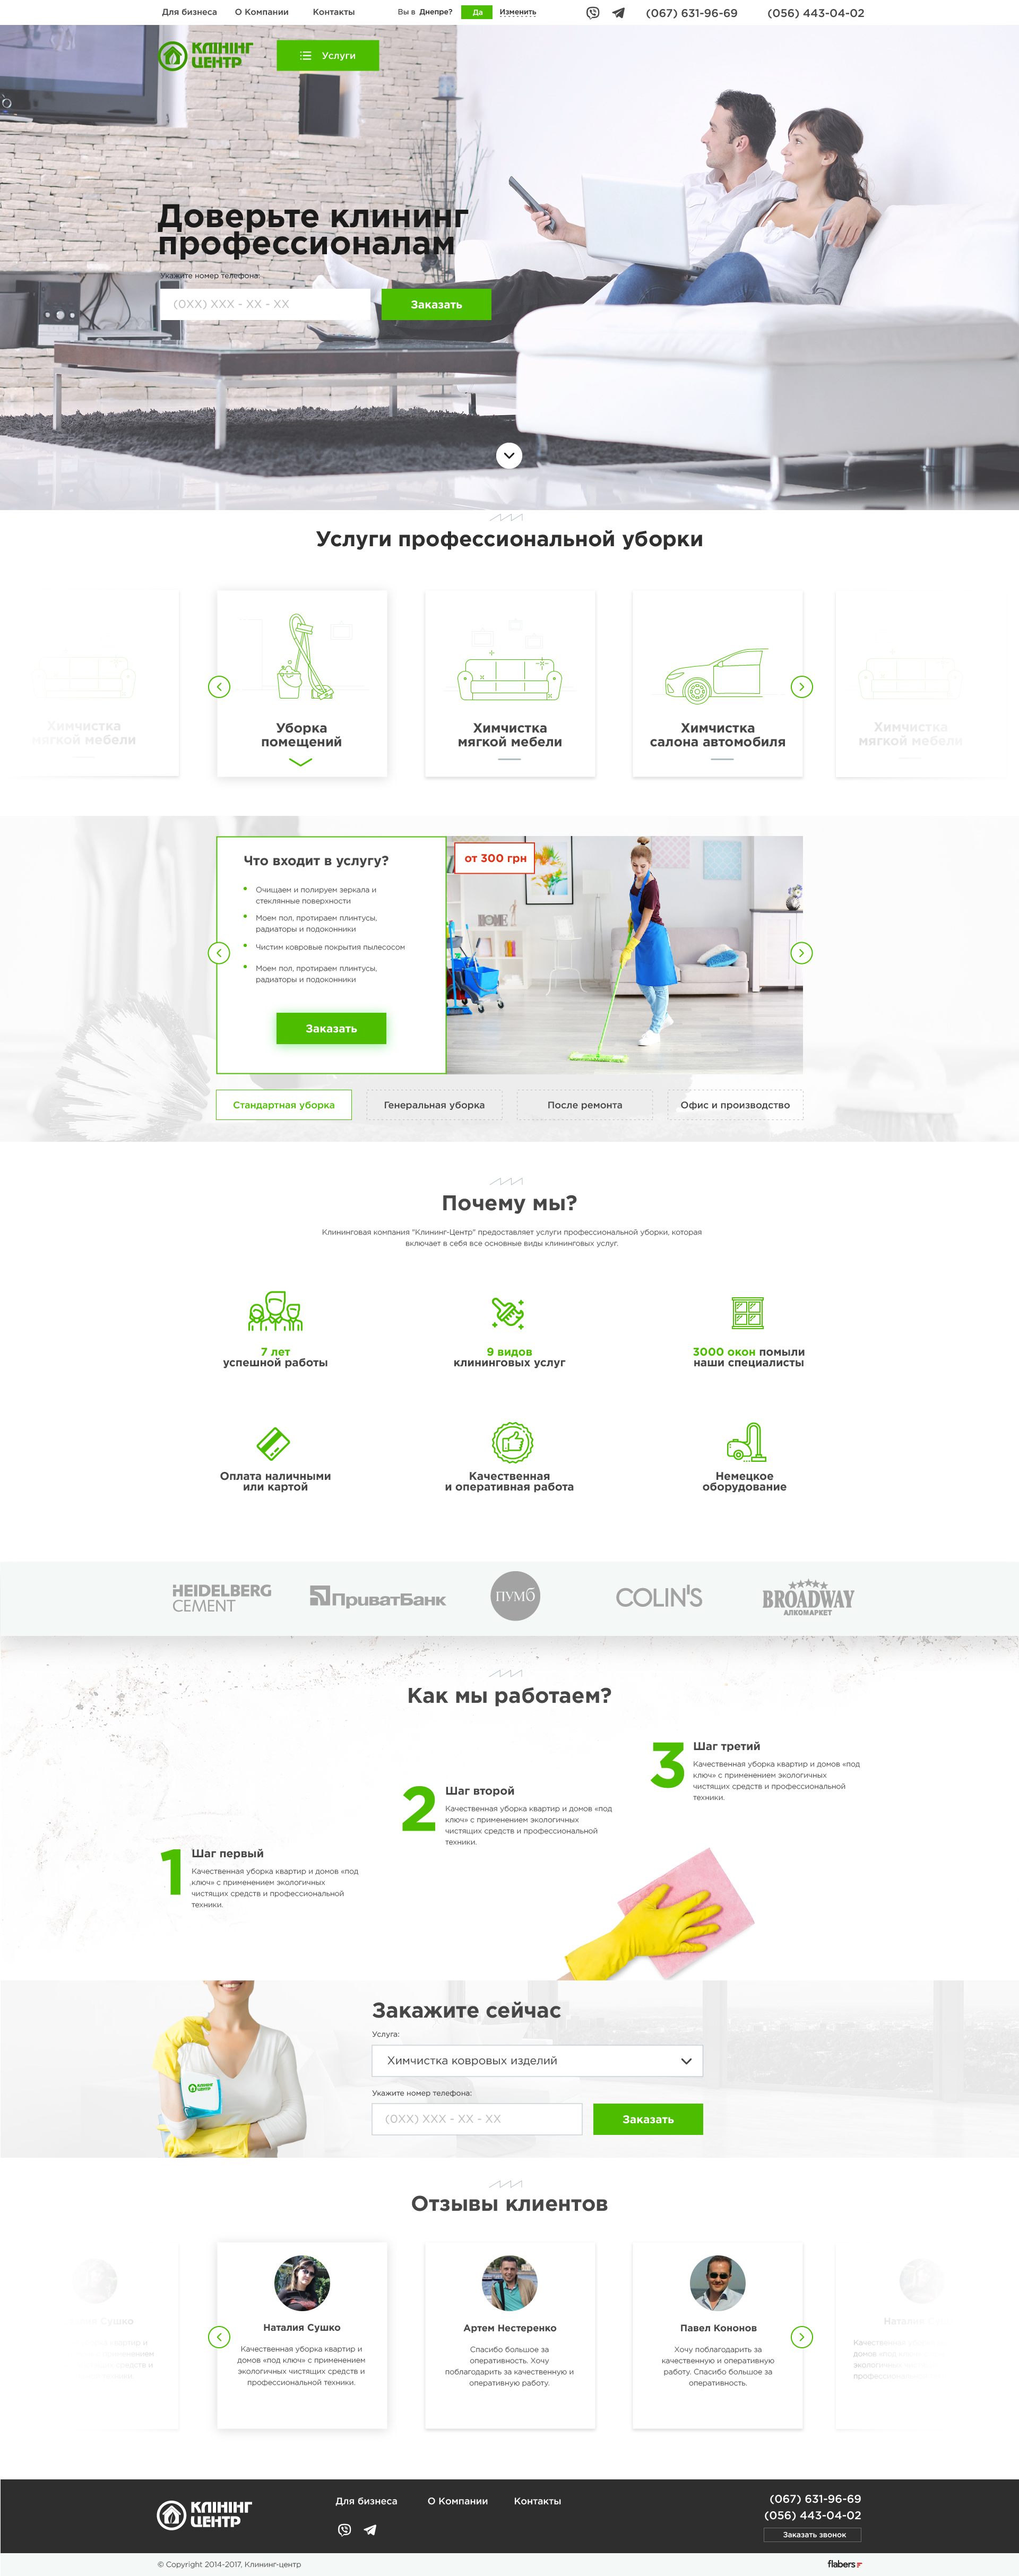 Для бизнеса О Компании Контакты Вы в Днепре? Да Изменить (067) 631-96-69 (056) 443-04-02
КЛІНІНГ
ЦЕНТР
Услуги
Доверьте клининг
профессионалам
Укажите номер телефона:
(0XX) XXX - XX - XX Заказать
Услуги профессиональной уборки
Химчистка
мягкой мебели
Уборка
помещений
Химчистка
мягкой мебели
Химчистка
салона автомобиля
Химчистка
мягкой мебели
Что входит в услугу?
Очищаем и полируем зеркала и
стеклянные поверхности
Моем пол, протираем плинтусы,
радиаторы и подоконники
Чистим ковровые покрытия пылесосом
Моем пол, протираем плинтусы,
радиаторы и подоконники
Заказать
от 300 грн
HOME
Стандартная уборка Генеральная уборка После ремонта Офис и производство
Почему мы?
Клининговая компания "Клининг-Центр" предоставляет услуги профессиональной уборки, которая
включает в себя все основные виды клининговых услуг.
7 лет
успешной работы
9 видов
клининговых услуг
3000 окон помыли
наши специалисты
Оплата наличными
или картой
Качественная
и оперативная работа
Немецкое
оборудование
HEIDELBERG
CEMENT
ПриватБанк
ПУМБ
COLIN'S
BROADWAY
АЛКОМАРКЕТ
Как мы работаем?
1
Шаг первый
Качественная уборка квартир и домов «под
ключ» с применением экологичных
чистящих средств и профессиональной
техники.
2
Шаг второй
Качественная уборка квартир и домов «под
ключ» с применением экологичных
чистящих средств и профессиональной
техники.
3
Шаг третий
Качественная уборка квартир и домов «под
ключ» с применением экологичных
чистящих средств и профессиональной
техники.
КЛІНІНГ
ЦЕНТР
Закажите сейчас
Услуга:
Химчистка ковровых изделий
Укажите номер телефона:
(0XX) XXX - XX - XX Заказать
Отзывы клиентов
Сушко
Наталия Сушко
Качественная уборка квартир и
домов «под ключ» с применением
экологичных чистящих средств и
профессиональной техники.
Артем Нестеренко
Спасибо большое за
оперативность. Хочу
поблагодарить за качественную и
оперативную работу.
Павел Кононов
Хочу поблагодарить за
качественную и оперативную
работу. Спасибо большое за
оперативность.
КЛІНІНГ
ЦЕНТР
Для бизнеса О Компании Контакты
(067) 631-96-69
(056) 443-04-02
Заказать звонок
© Copyright 2014-2017, Клининг-центр
flabers